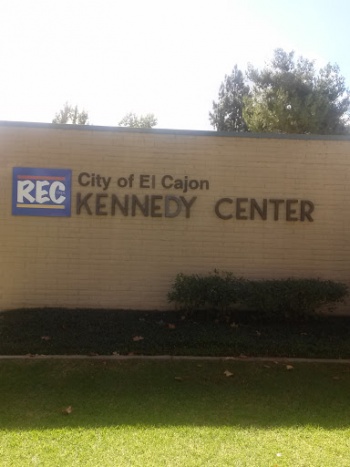 REC
City of El Cajon
KENNEDY CENTER